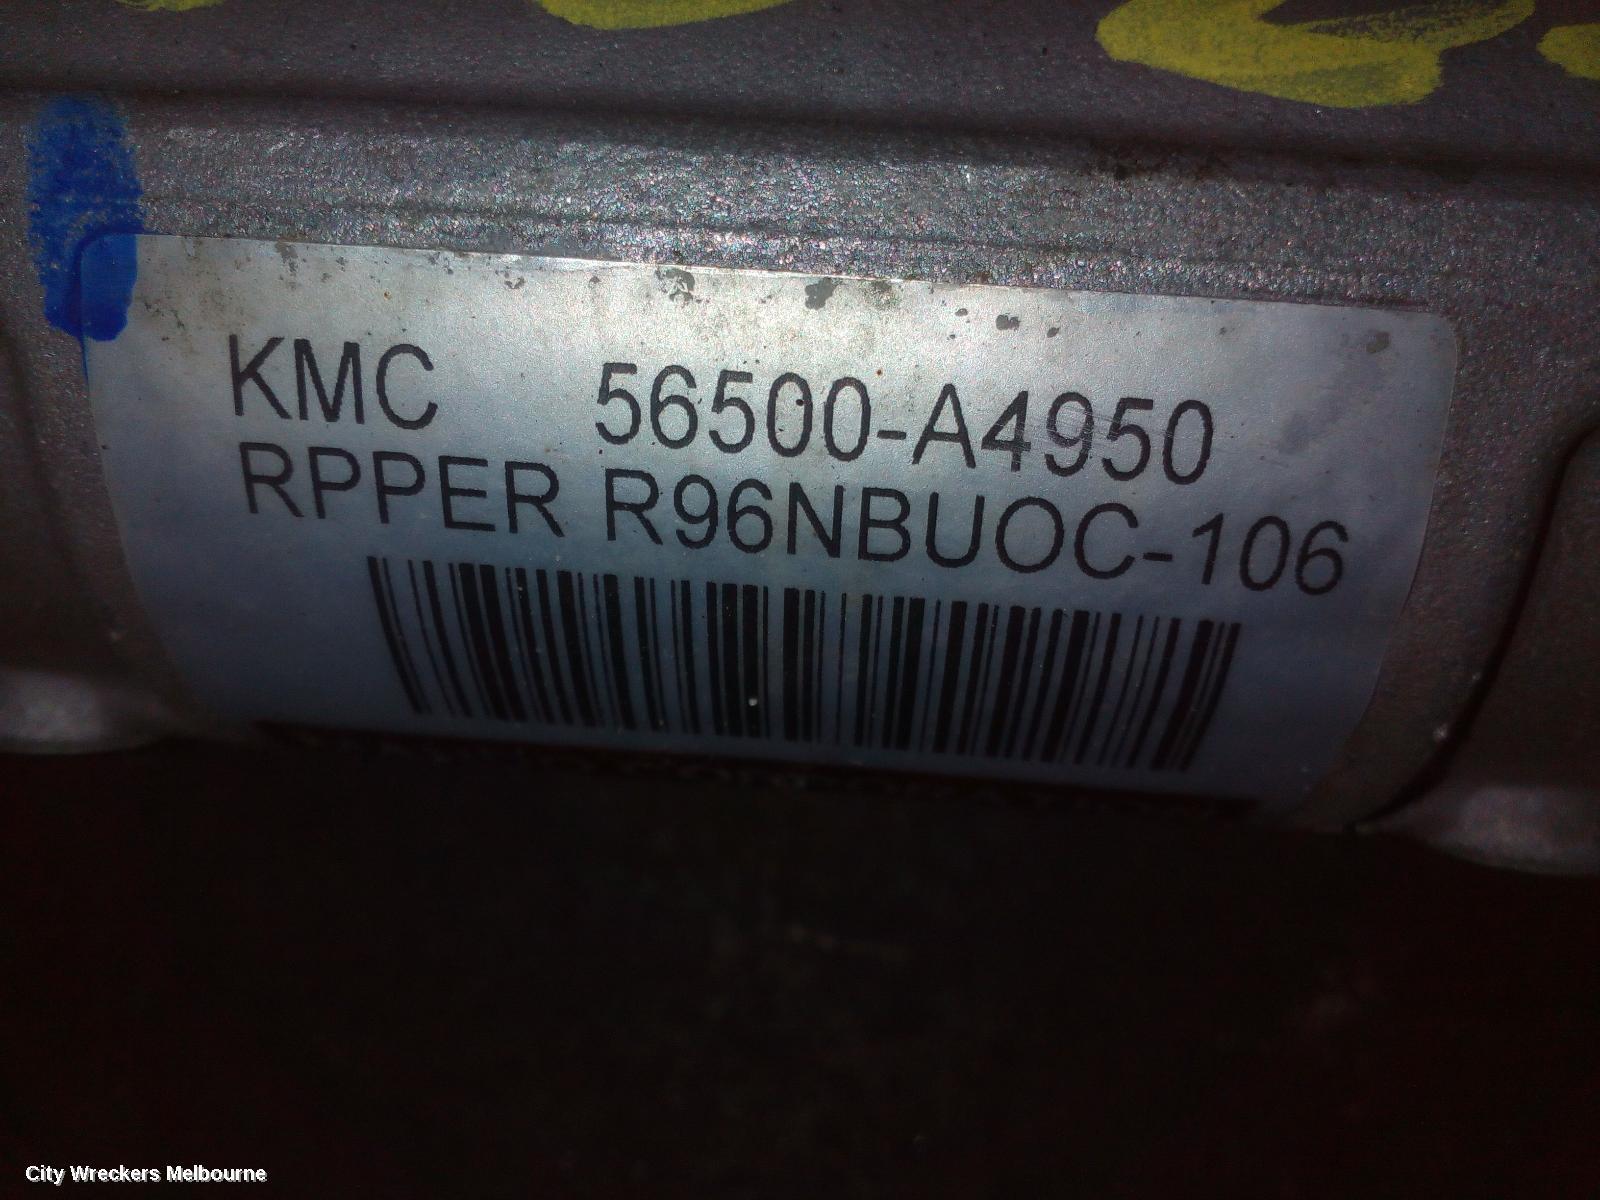 KMC 56500-A4950
RPPER R96NBUOC-106
City Wreckers Melbourne